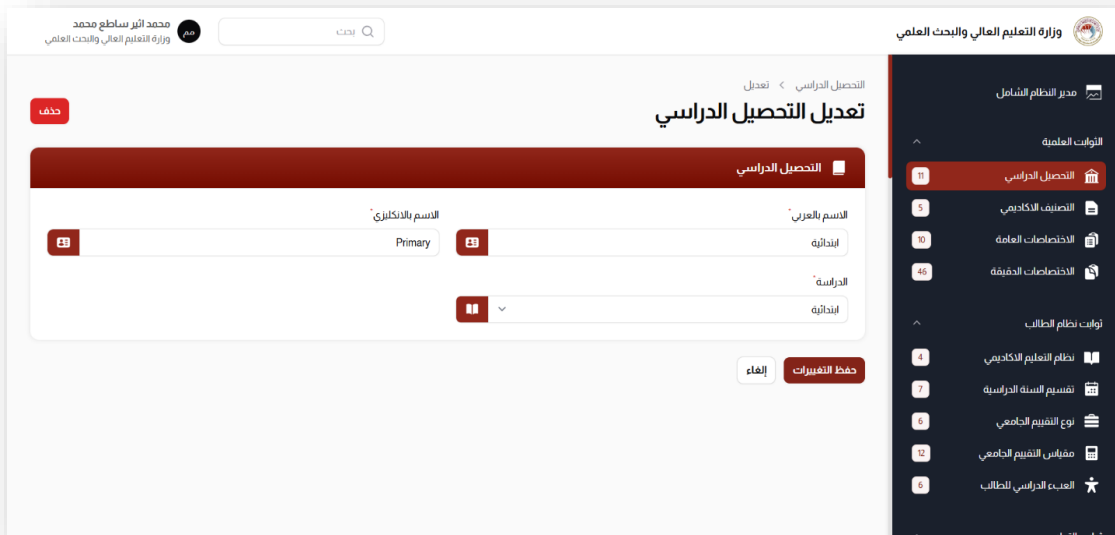 وزارة التعليم العالي والبحث العلمي
بحث
محمد اثير ساطع محمد
وزارة التعليم العالي والبحث العلمي
مم
مدير النظام الشامل
الثوابت العلمية
التحصيل الدراسي 11
التصنيف الاكاديمي 5
الاختصاصات العامة 10
الاختصاصات الدقيقة 46
ثوابت نظام الطالب
نظام التعليم الاكاديمي 4
تقسيم السنة الدراسية 7
نوع التقييم الجامعي 6
مقياس التقييم الجامعي 12
العبء الدراسي للطالب 6
التحصيل الدراسي > تعديل
تعديل التحصيل الدراسي
حذف
التحصيل الدراسي
الاسم بالعربي*
ابتدائية
الاسم بالانكليزي*
Primary
الدراسة*
ابتدائية
حفظ التغييرات
إلغاء